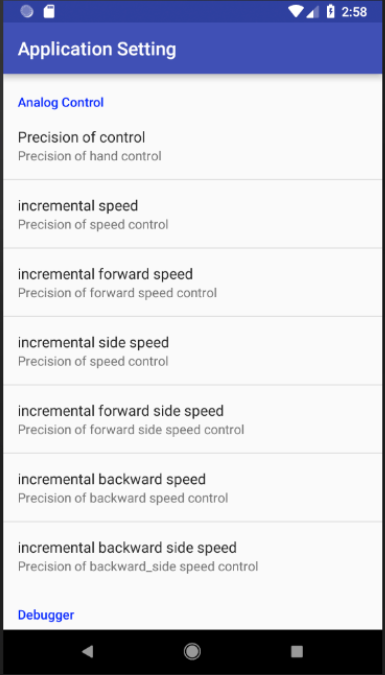 2:58
Application Setting
Analog Control
Precision of control
Precision of hand control
incremental speed
Precision of speed control
incremental forward speed
Precision of forward speed control
incremental side speed
Precision of speed control
incremental forward side speed
Precision of forward side speed control
incremental backward speed
Precision of backward speed control
incremental backward side speed
Precision of backward_side speed control
Debugger